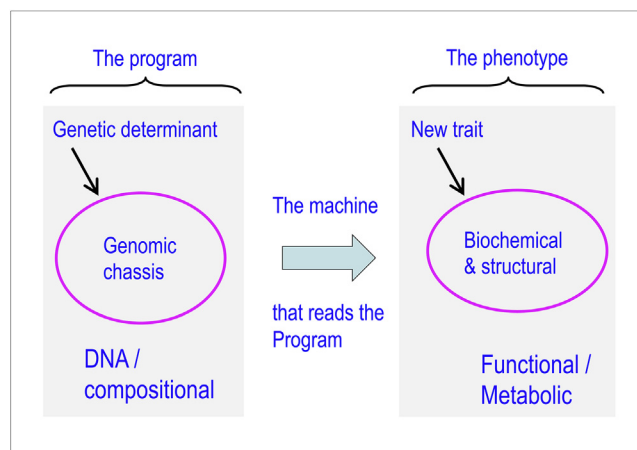 The program
Genetic determinant
Genomic
chassis
DNA /
compositional
The machine
that reads the
Program
The phenotype
New trait
Biochemical
& structural
Functional /
Metabolic